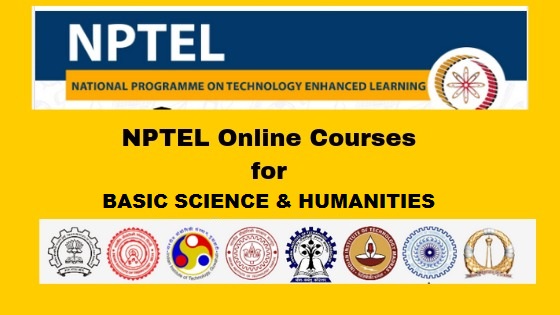 NPTEL
NATIONAL PROGRAMME ON TECHNOLOGY ENHANCED LEARNING
NPTEL Online Courses
for
BASIC SCIENCE & HUMANITIES